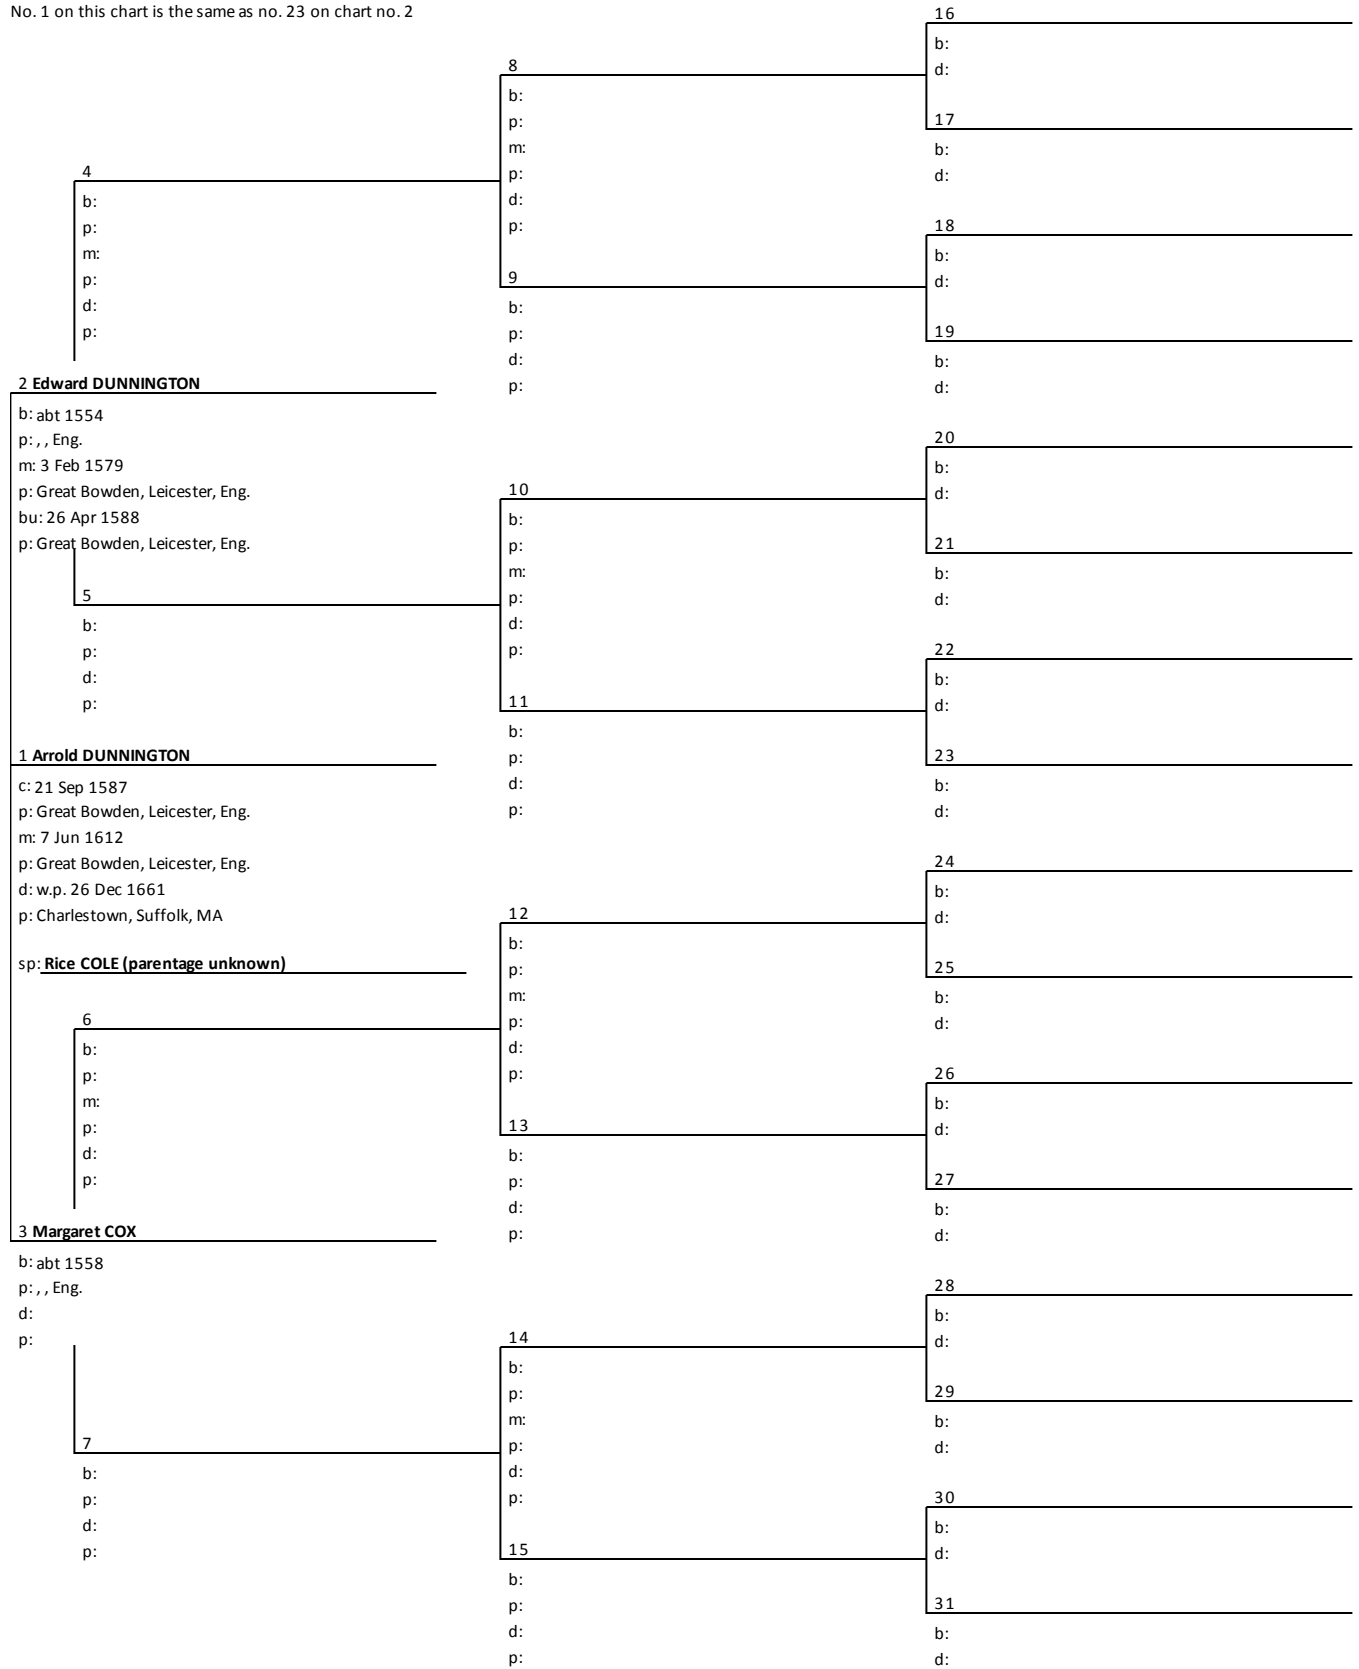 No. 1 on this chart is the same as no. 23 on chart no. 2
4
b:
p:
m:
p:
d:
p:
2 Edward DUNNINGTON
b: abt 1554
p: , , Eng.
m: 3 Feb 1579
p: Great Bowden, Leicester, Eng.
bu: 26 Apr 1588
p: Great Bowden, Leicester, Eng.
5
b:
p:
d:
p:
1 Arrold DUNNINGTON
c: 21 Sep 1587
p: Great Bowden, Leicester, Eng.
m: 7 Jun 1612
p: Great Bowden, Leicester, Eng.
d: w.p. 26 Dec 1661
p: Charlestown, Suffolk, MA
sp: Rice COLE (parentage unknown)
6
b:
p:
m:
p:
d:
p:
3 Margaret COX
b: abt 1558
p: , , Eng.
d:
p:
7
b:
p:
d:
p:
8
b:
p:
m:
p:
d:
p:
9
b:
p:
d:
p:
10
b:
p:
m:
p:
d:
p:
11
b:
p:
d:
p:
12
b:
p:
m:
p:
d:
p:
13
b:
p:
d:
p:
14
b:
p:
m:
p:
d:
p:
15
b:
p:
d:
p:
16
b:
d:
17
b:
d:
18
b:
d:
19
b:
d:
20
b:
d:
21
b:
d:
22
b:
d:
23
b:
d:
24
b:
d:
25
b:
d:
26
b:
d:
27
b:
d:
28
b:
d:
29
b:
d:
30
b:
d:
31
b:
d: